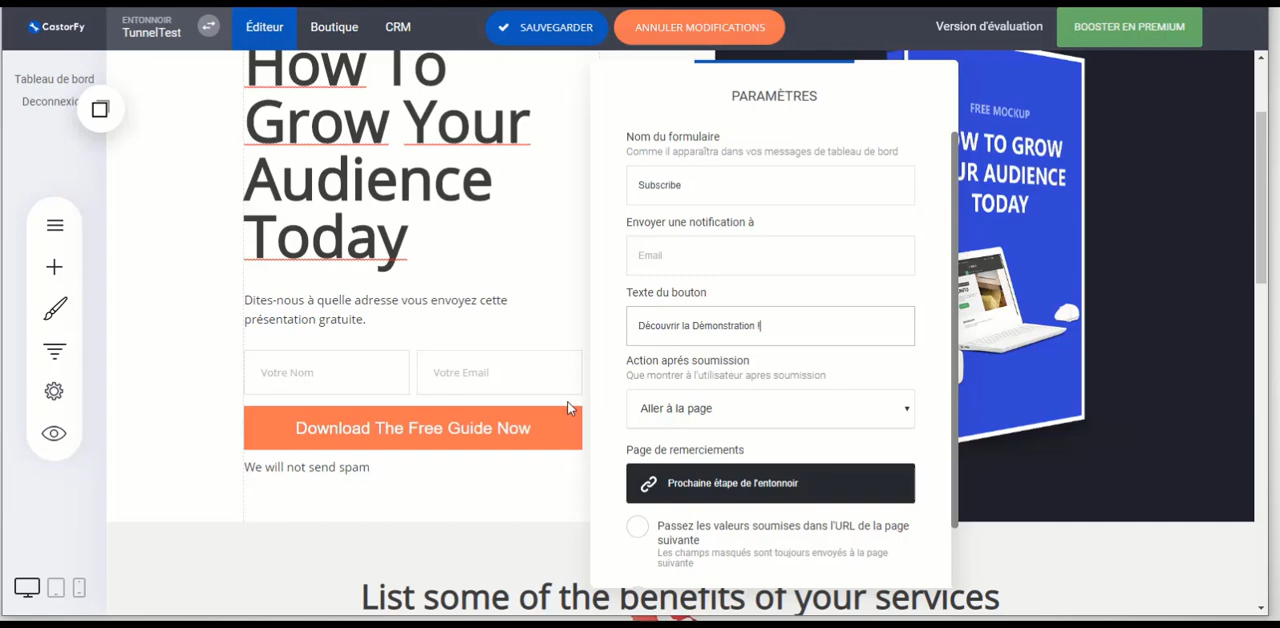 CastorFy
ENTONNOIR
TunnelTest
Éditeur
Boutique
CRM
SAUVEGARDER
ANNULER MODIFICATIONS
Version d'évaluation
BOOSTER EN PREMIUM
Tableau de bord
Deconnexio
How To
Grow Your
Audience
Today
Dites-nous à quelle adresse vous envoyez cette
présentation gratuite.
Votre Nom
Votre Email
Download The Free Guide Now
We will not send spam
PARAMÈTRES
Nom du formulaire
Comme il apparaîtra dans vos messages de tableau de bord
Subscribe
Envoyer une notification à
Email
Texte du bouton
Découvrir la Démonstration !
Action aprés soumission
Que montrer à l'utilisateur apres soumission
Aller à la page
Page de remerciements
Prochaine étape de l'entonnoir
Passez les valeurs soumises dans l'URL de la page
suivante
Les champs masqués sont toujours envoyés à la page
suivante
FREE MOCKUP
OW TO GROW
UR AUDIENCE
TODAY
List some of the benefits of your services